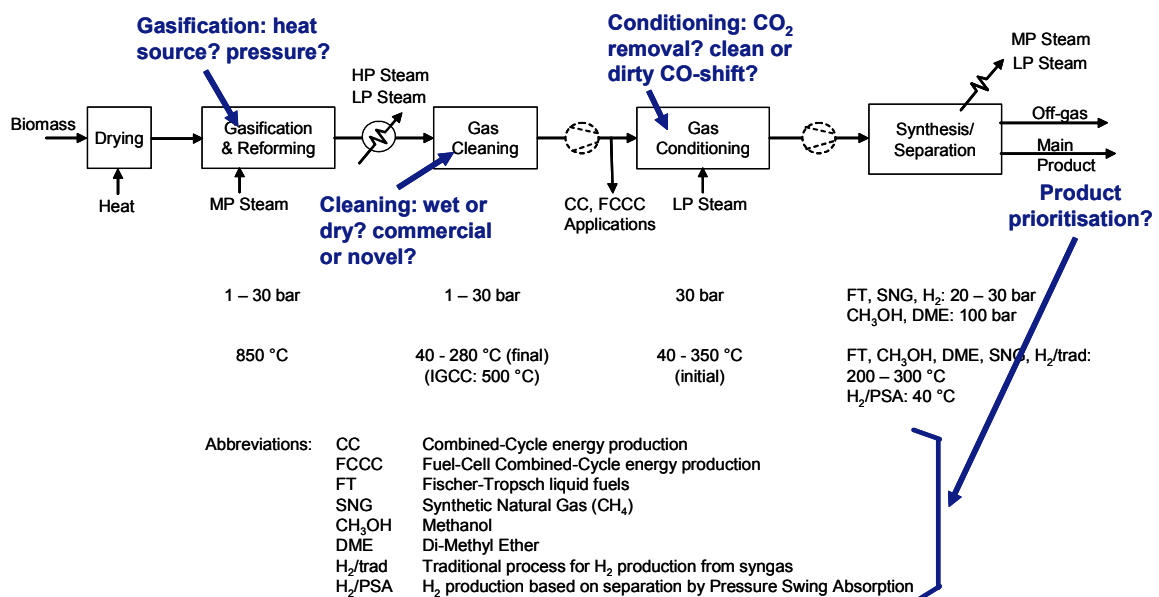 Gasification: heat
source? pressure?
Conditioning: CO₂
removal? clean or
dirty CO-shift?
MP Steam
LP Steam
HP Steam
LP Steam
Biomass
Drying
Gasification
& Reforming
Gas
Cleaning
Gas
Conditioning
Synthesis/
Separation
Off-gas
Main
Product
Heat
MP Steam
Cleaning: wet or
dry? commercial
or novel?
CC, FCCC
Applications
LP Steam
Product
prioritisation?
1 – 30 bar
1 – 30 bar
30 bar
FT, SNG, H₂: 20 – 30 bar
CH₃OH, DME: 100 bar
850 °C
40 - 280 °C (final)
(IGCC: 500 °C)
40 - 350 °C
(initial)
FT, CH₃OH, DME, SNG, H₂/trad:
200 – 300 °C
H₂/PSA: 40 °C
Abbreviations: CC Combined-Cycle energy production
FCCC Fuel-Cell Combined-Cycle energy production
FT Fischer-Tropsch liquid fuels
SNG Synthetic Natural Gas (CH₄)
CH₃OH Methanol
DME Di-Methyl Ether
H₂/trad Traditional process for H₂ production from syngas
H₂/PSA H₂ production based on separation by Pressure Swing Absorption